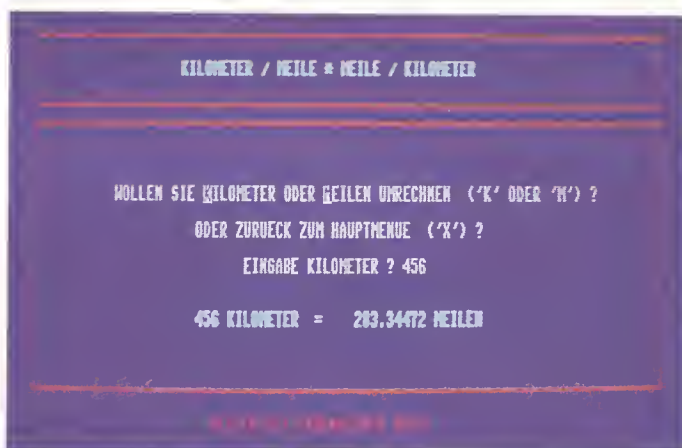 KILOMETER / MEILE * MEILE / KILOMETER
WOLLEN SIE KILOMETER ODER MEILEN UMRECHNEN ('K' ODER 'M') ?
ODER ZURUECK ZUM HAUPTMENUE ('X') ?
EINGABE KILOMETER ? 456
456 KILOMETER = 283.34472 MEILEN